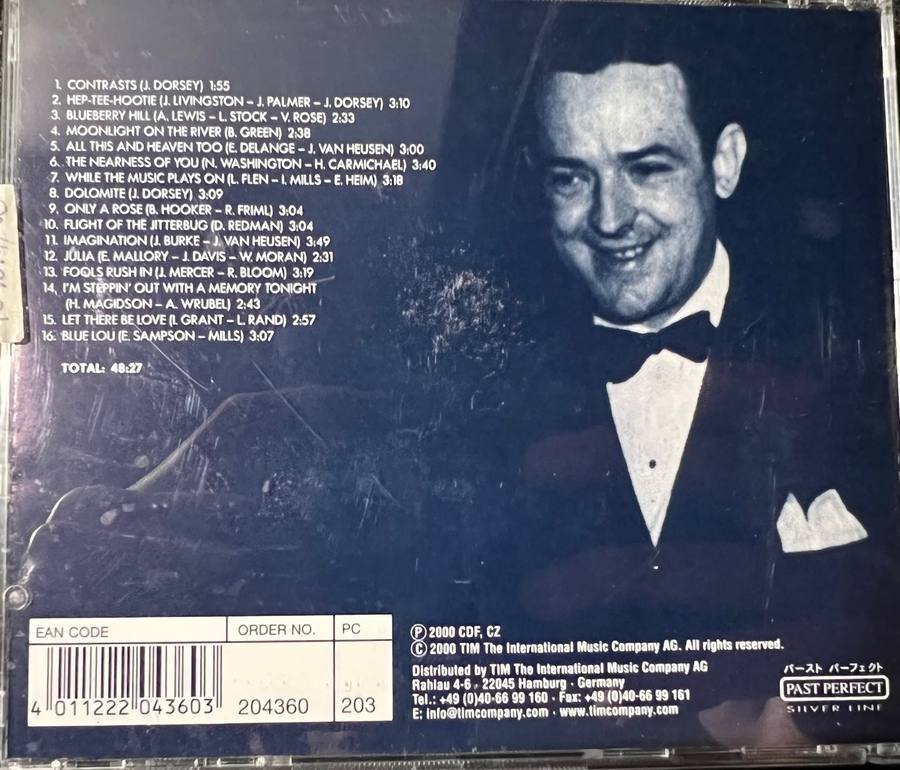 1. CONTRASTS (J. DORSEY) 1:55
2. HEP-TEE-HOOTIE (J. LIVINGSTON – J. PALMER – J. DORSEY) 3:10
3. BLUEBERRY HILL (A. LEWIS – L. STOCK – V. ROSE) 2:33
4. MOONLIGHT ON THE RIVER (B. GREEN) 2:38
5. ALL THIS AND HEAVEN TOO (E. DELANGE – J. VAN HEUSEN) 3:00
6. THE NEARNESS OF YOU (N. WASHINGTON – H. CARMICHAEL) 3:40
7. WHILE THE MUSIC PLAYS ON (L. FLEN – I. MILLS – E. HEIM) 3:18
8. DOLOMITE (J. DORSEY) 3:09
9. ONLY A ROSE (B. HOOKER – R. FRIML) 3:04
10. FLIGHT OF THE JITTERBUG (D. REDMAN) 3:04
11. IMAGINATION (J. BURKE – J. VAN HEUSEN) 3:49
12. JULIA (E. MALLORY – J. DAVIS – W. MORAN) 2:31
13. FOOLS RUSH IN (J. MERCER – R. BLOOM) 3:19
14. I'M STEPPIN' OUT WITH A MEMORY TONIGHT
(H. MAGIDSON – A. WRUBEL) 2:43
15. LET THERE BE LOVE (I. GRANT – L. RAND) 2:57
16. BLUE LOU (E. SAMPSON – MILLS) 3:07
TOTAL: 48:27
EAN CODE
ORDER NO.
PC
4 011222 043603
204360
203
Ⓟ 2000 CDF, CZ
© 2000 TIM The International Music Company AG. All rights reserved.
Distributed by TIM The International Music Company AG
Rahlau 4-6 · 22045 Hamburg · Germany
Tel.: +49 (0)40-66 99 160 · Fax: +49 (0)40-66 99 161
E: info@timcompany.com · www.timcompany.com
パースト パーフェクト
PAST PERFECT
SILVER LINE